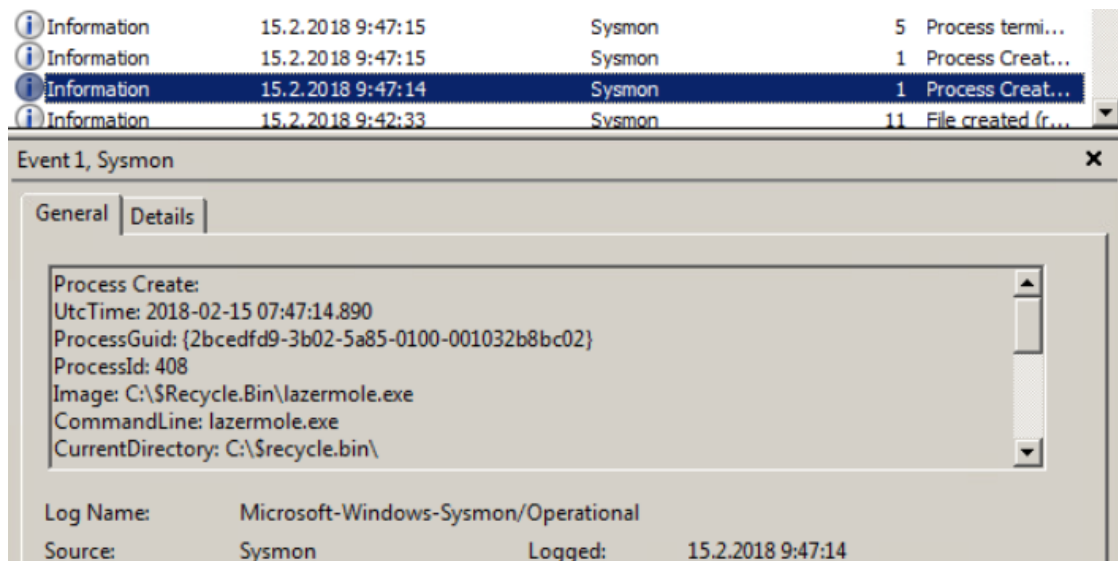 Information 15.2.2018 9:47:15 Sysmon 5 Process termi...
Information 15.2.2018 9:47:15 Sysmon 1 Process Creat...
Information 15.2.2018 9:47:14 Sysmon 1 Process Creat...
Information 15.2.2018 9:42:33 Sysmon 11 File created (r...
Event 1, Sysmon
General Details
Process Create:
UtcTime: 2018-02-15 07:47:14.890
ProcessGuid: {2bcedfd9-3b02-5a85-0100-001032b8bc02}
ProcessId: 408
Image: C:\$Recycle.Bin\lazermole.exe
CommandLine: lazermole.exe
CurrentDirectory: C:\$recycle.bin\
Log Name: Microsoft-Windows-Sysmon/Operational
Source: Sysmon Logged: 15.2.2018 9:47:14